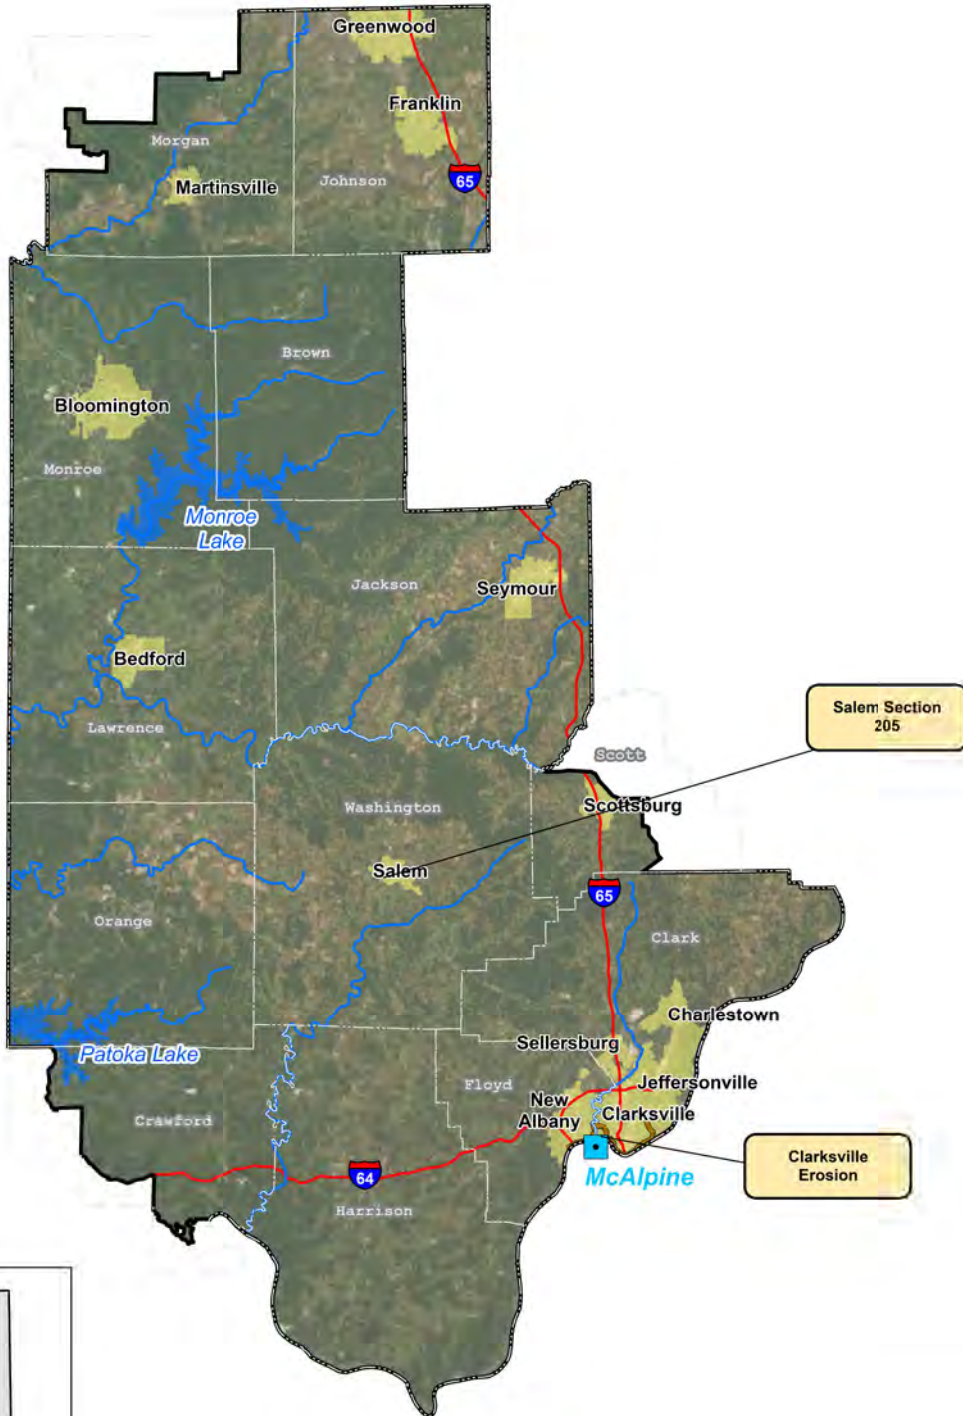 Greenwood
Franklin
Morgan
65
Martinsville
Johnson
Brown
Bloomington
Monroe
Monroe
Lake
Jackson
Seymour
Bedford
Salem Section
205
Lawrence
Scott
Washington
Scottsburg
Salem
65
Orange
Clark
Charlestown
Sellersburg
Patoka Lake
Floyd
Jeffersonville
New
Albany
Clarksville
Crawford
Clarksville
Erosion
64
McAlpine
Harrison